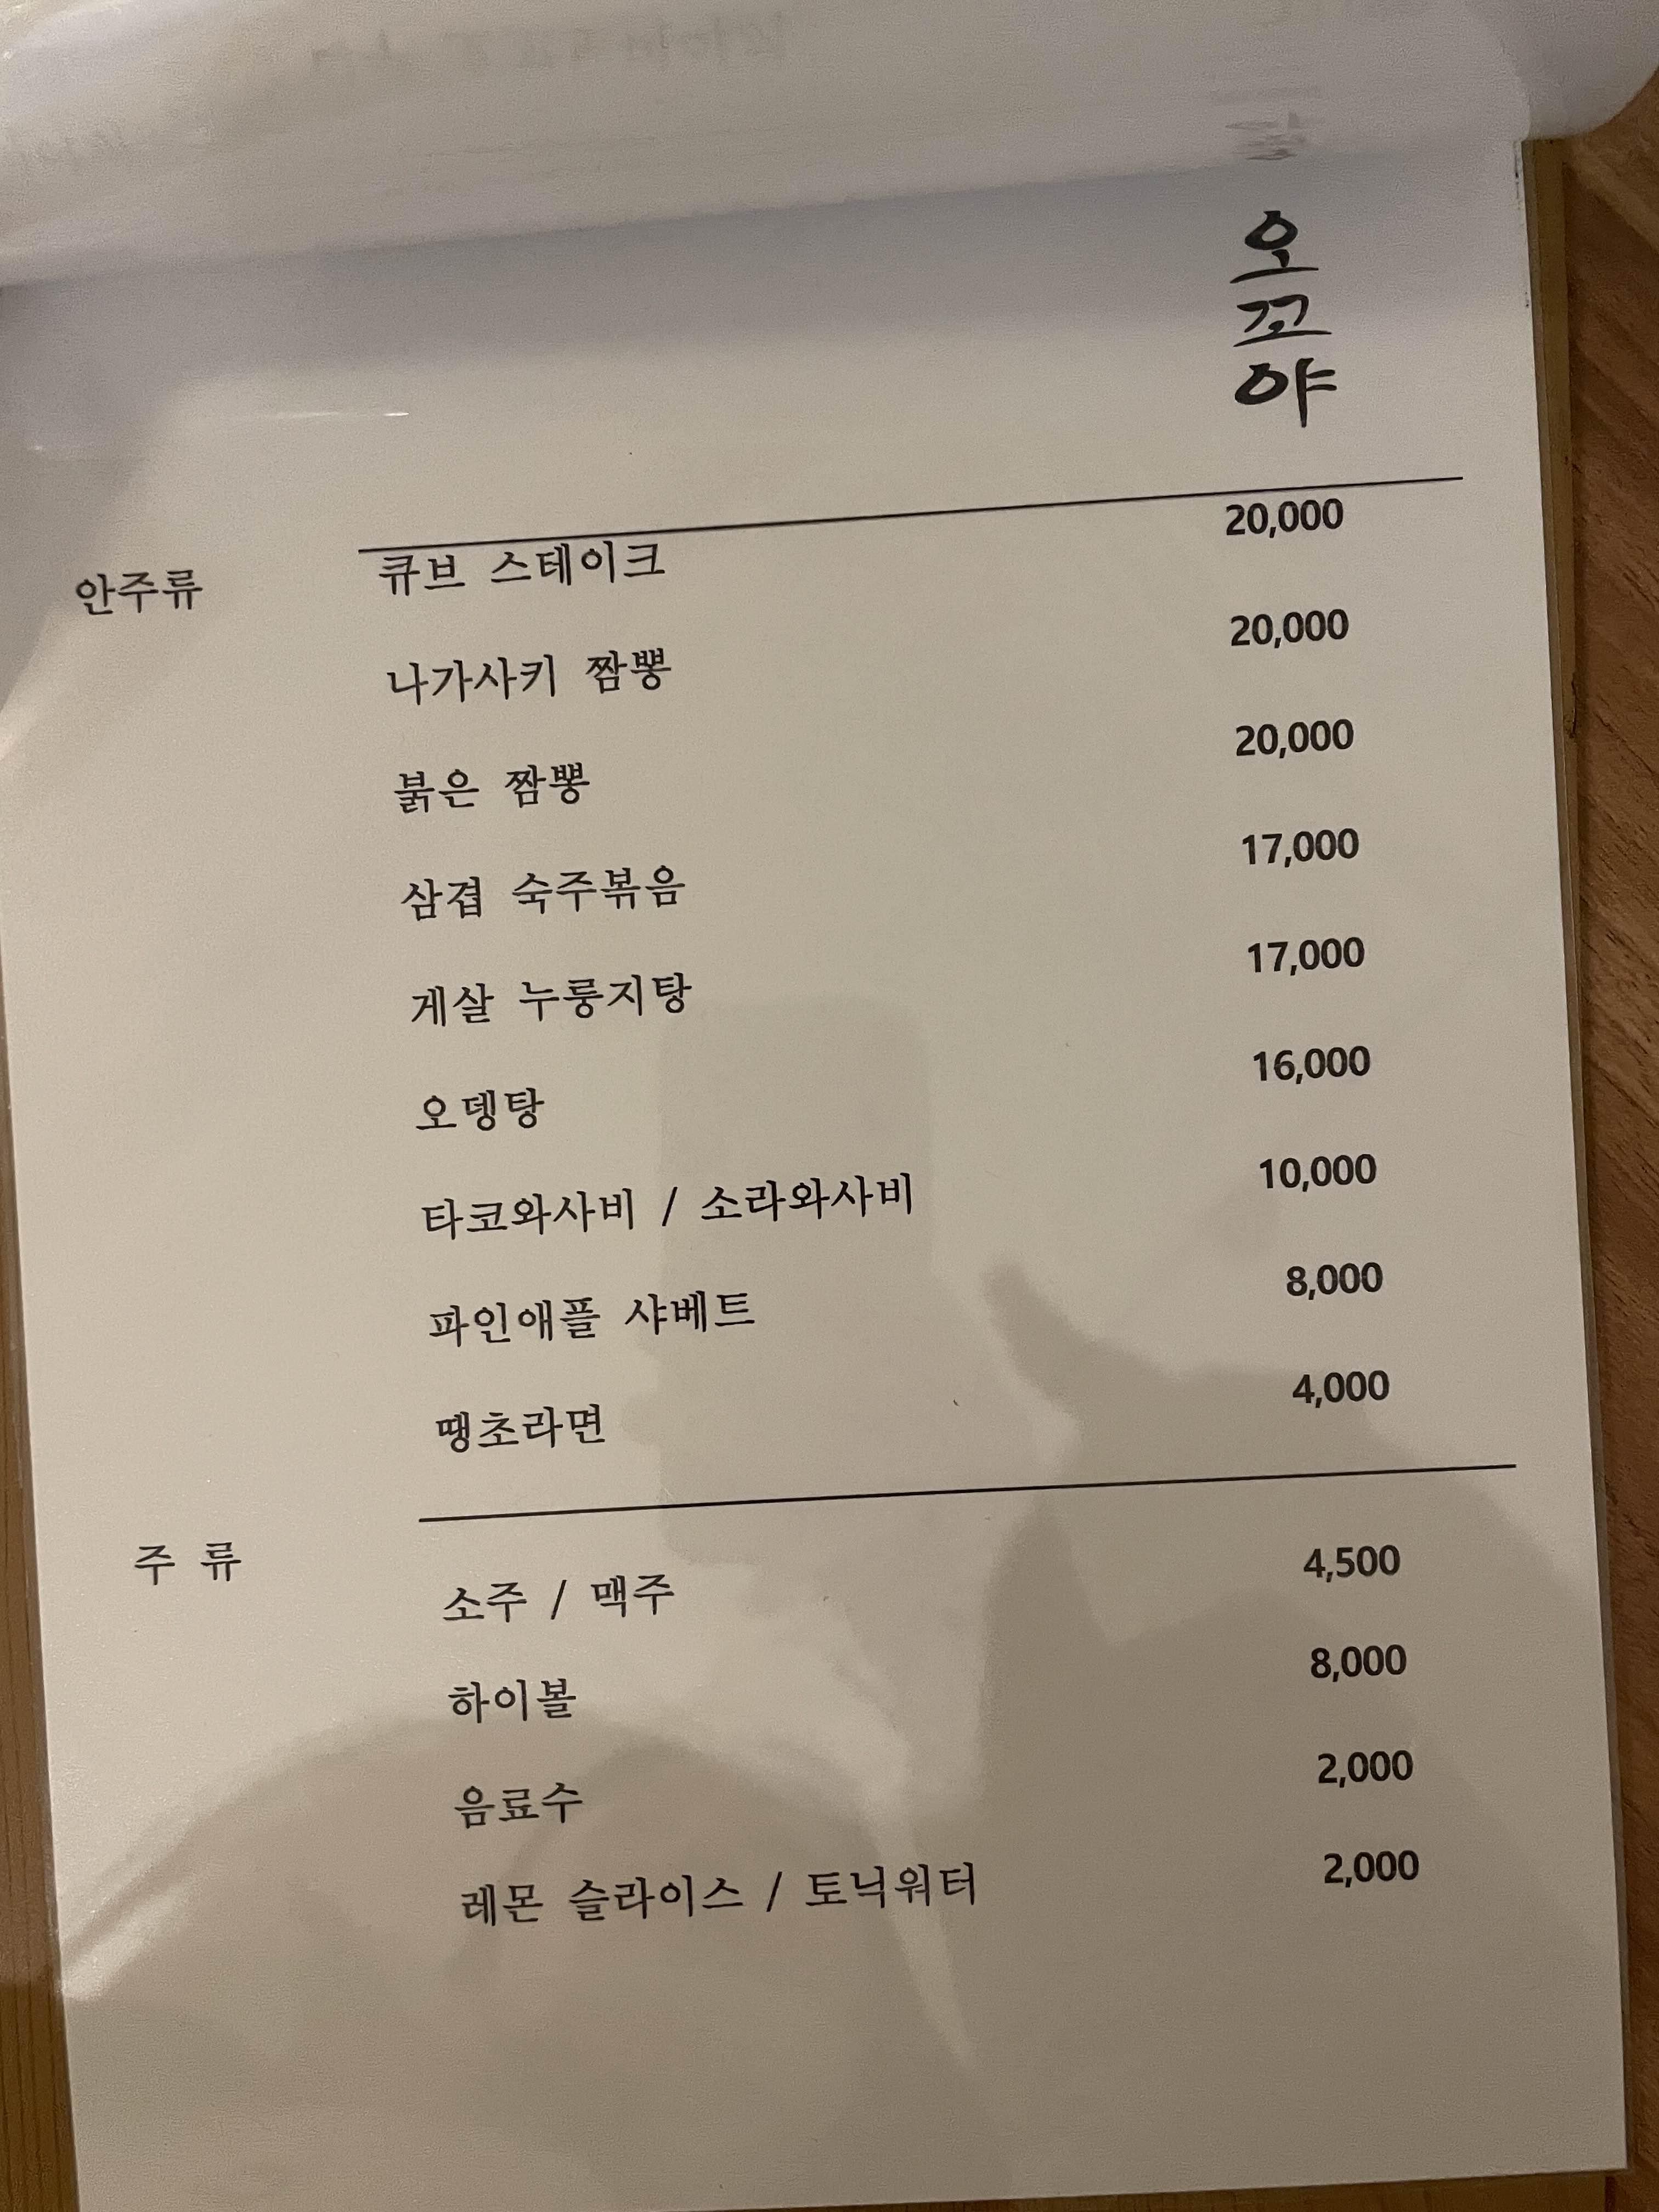 오꼬야
안주류
큐브 스테이크 20,000
나가사키 짬뽕 20,000
붉은 짬뽕 20,000
삼겹 숙주볶음 17,000
게살 누룽지탕 17,000
오뎅탕 16,000
타코와사비 / 소라와사비 10,000
파인애플 샤베트 8,000
땡초라면 4,000
주 류
소주 / 맥주 4,500
하이볼 8,000
음료수 2,000
레몬 슬라이스 / 토닉워터 2,000